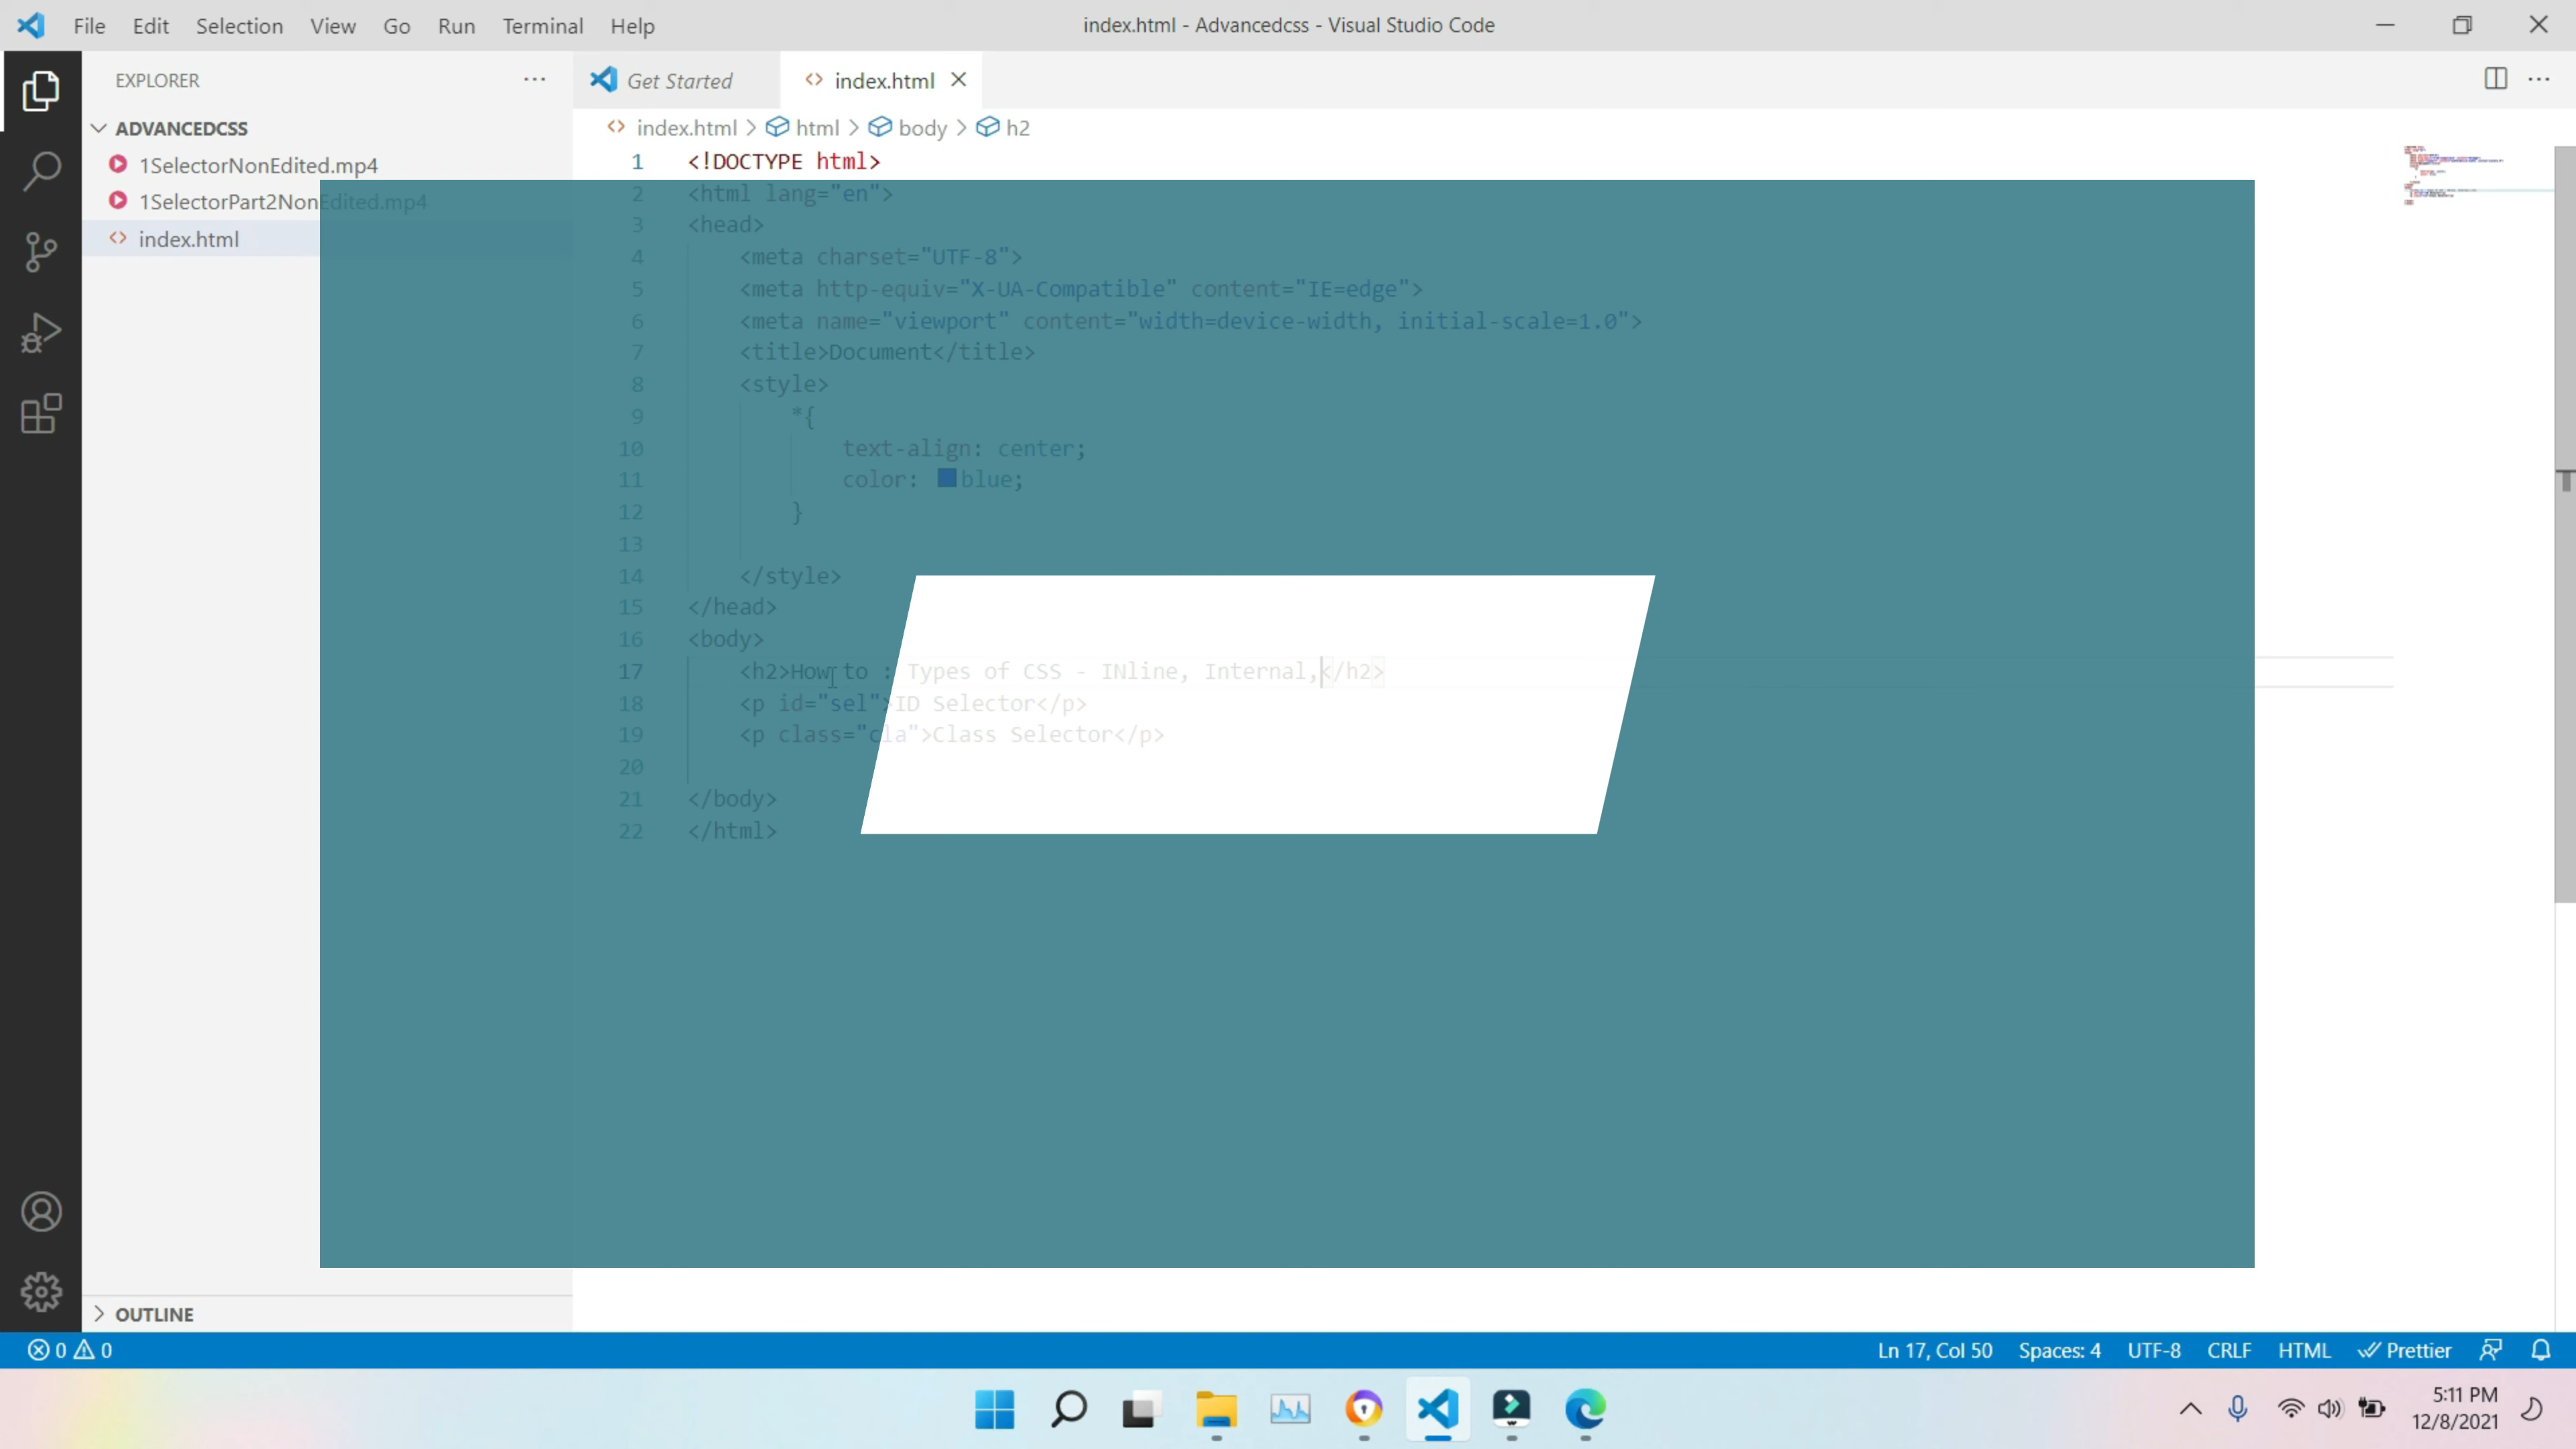 File Edit Selection View Go Run Terminal Help
index.html - Advancedcss - Visual Studio Code
EXPLORER
Get Started
index.html
ADVANCEDCSS
index.html > html > body > h2
1SelectorNonEdited.mp4
1SelectorPart2NonEdited.mp4
index.html
1 <!DOCTYPE html>
2 <html lang="en">
3 <head>
4 <meta charset="UTF-8">
5 <meta http-equiv="X-UA-Compatible" content="IE=edge">
6 <meta name="viewport" content="width=device-width, initial-scale=1.0">
7 <title>Document</title>
8 <style>
9 *{
10 text-align: center;
11 color: blue;
12 }
13
14 </style>
15 </head>
16 <body>
17 <h2>How to : Types of CSS - INline, Internal,</h2>
18 <p id="sel">ID Selector</p>
19 <p class="cla">Class Selector</p>
20
21 </body>
22 </html>
OUTLINE
0 0
Ln 17, Col 50 Spaces: 4 UTF-8 CRLF HTML Prettier
5:11 PM
12/8/2021